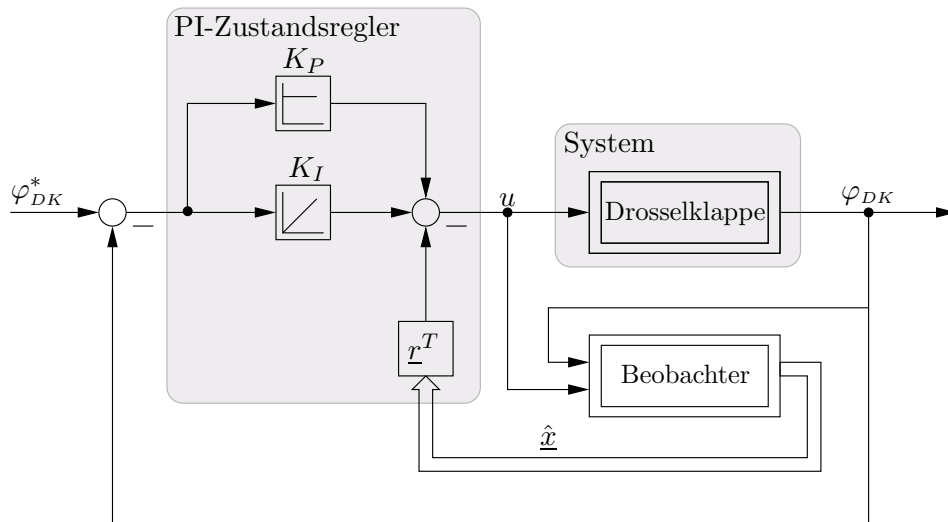 PI-Zustandsregler
K_P
System
φ*_DK
K_I
u
Drosselklappe
φ_DK
r^T
Beobachter
x̂